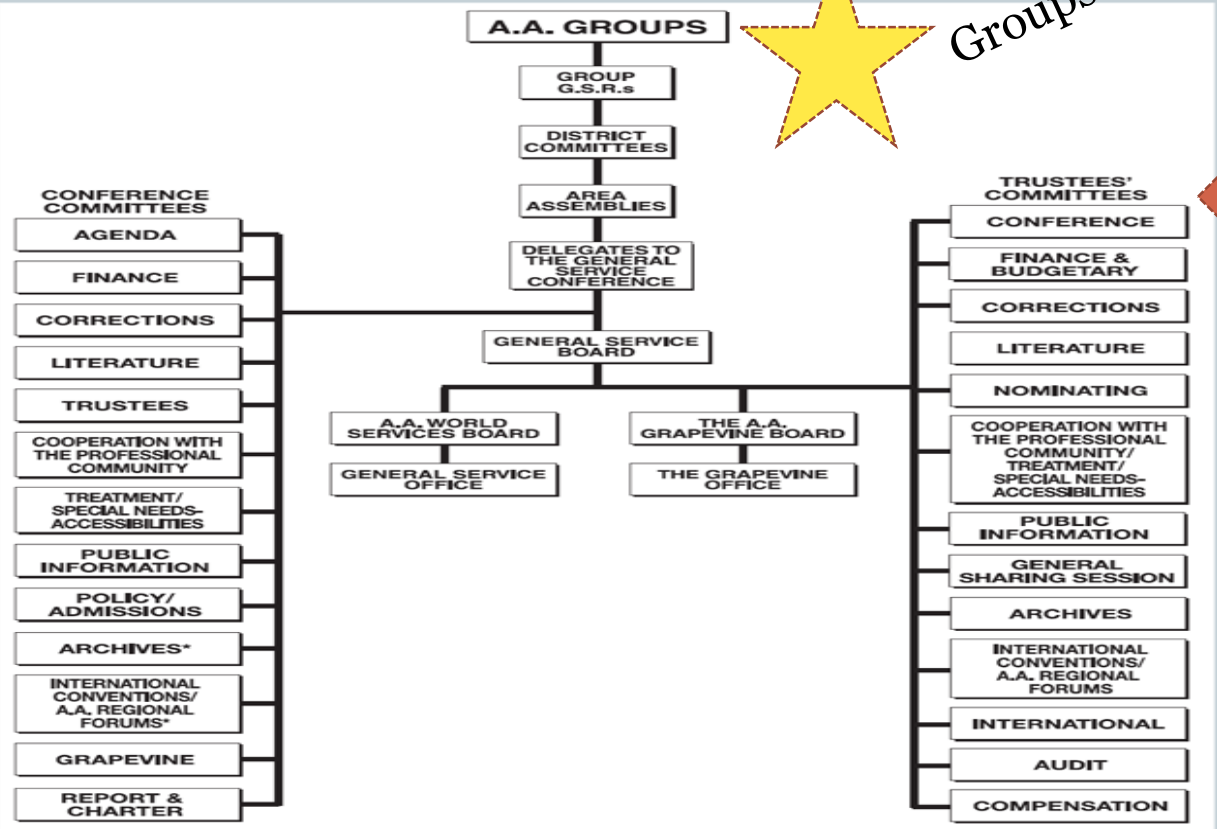 A.A. GROUPS
Groups
GROUP
G.S.R.s
DISTRICT
COMMITTEES
AREA
ASSEMBLIES
DELEGATES TO
THE GENERAL
SERVICE
CONFERENCE
GENERAL SERVICE
BOARD
A.A. WORLD
SERVICES BOARD
GENERAL SERVICE
OFFICE
THE A.A.
GRAPEVINE BOARD
THE GRAPEVINE
OFFICE
CONFERENCE
COMMITTEES
AGENDA
FINANCE
CORRECTIONS
LITERATURE
TRUSTEES
COOPERATION WITH
THE PROFESSIONAL
COMMUNITY
TREATMENT/
SPECIAL NEEDS-
ACCESSIBILITIES
PUBLIC
INFORMATION
POLICY/
ADMISSIONS
ARCHIVES*
INTERNATIONAL
CONVENTIONS/
A.A. REGIONAL
FORUMS*
GRAPEVINE
REPORT &
CHARTER
TRUSTEES’
COMMITTEES
CONFERENCE
FINANCE &
BUDGETARY
CORRECTIONS
LITERATURE
NOMINATING
COOPERATION WITH
THE PROFESSIONAL
COMMUNITY/
TREATMENT/
SPECIAL NEEDS-
ACCESSIBILITIES
PUBLIC
INFORMATION
GENERAL
SHARING SESSION
ARCHIVES
INTERNATIONAL
CONVENTIONS/
A.A. REGIONAL
FORUMS
INTERNATIONAL
AUDIT
COMPENSATION